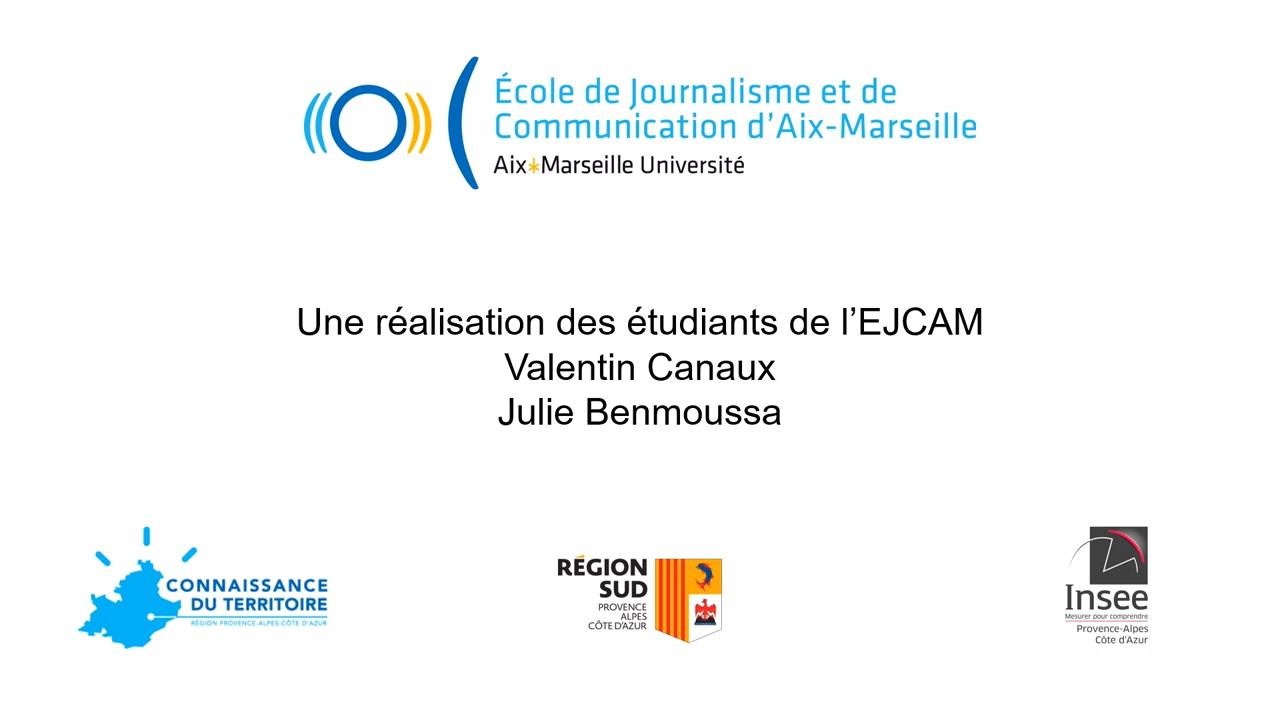 École de Journalisme et de
Communication d’Aix-Marseille
Aix*Marseille Université
Une réalisation des étudiants de l’EJCAM
Valentin Canaux
Julie Benmoussa
CONNAISSANCE
DU TERRITOIRE
RÉGION PROVENCE-ALPES-CÔTE D'AZUR
RÉGION
SUD
PROVENCE
ALPES
CÔTE D'AZUR
Insee
Mesurer pour comprendre
Provence-Alpes
Côte d'Azur